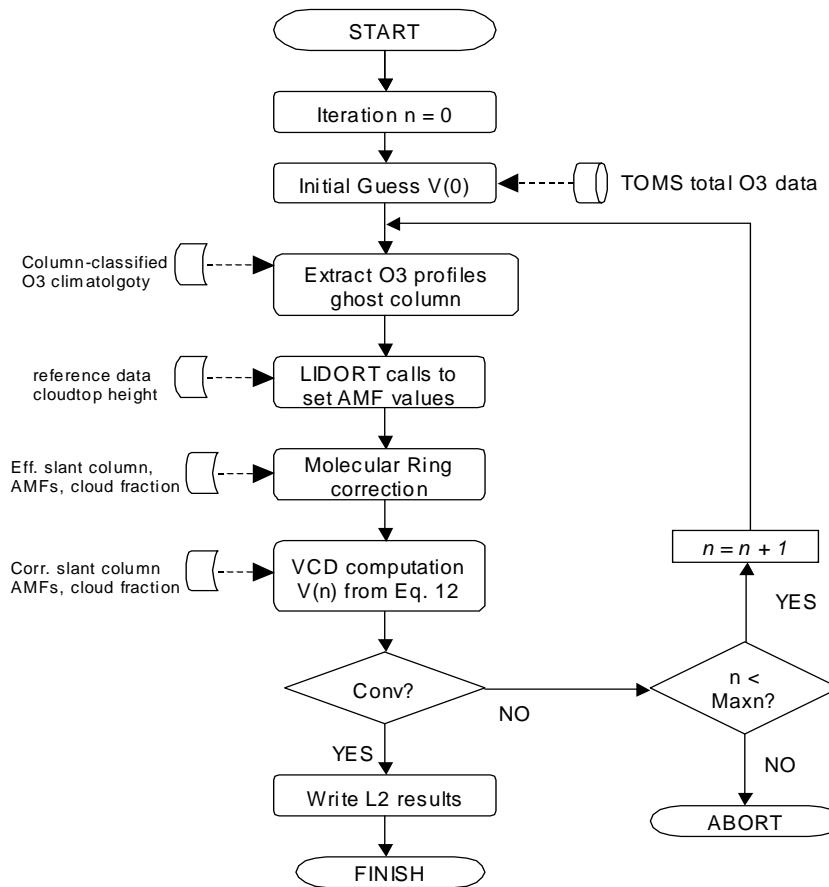 START
Iteration n = 0
Initial Guess V(0)
TOMS total O3 data
Column-classified
O3 climatolgoty
Extract O3 profiles
ghost column
reference data
cloudtop height
LIDORT calls to
set AMF values
Eff. slant column,
AMFs, cloud fraction
Molecular Ring
correction
Corr. slant column
AMFs, cloud fraction
VCD computation
V(n) from Eq. 12
n = n + 1
YES
Conv?
NO
n <
Maxn?
YES
NO
Write L2 results
ABORT
FINISH